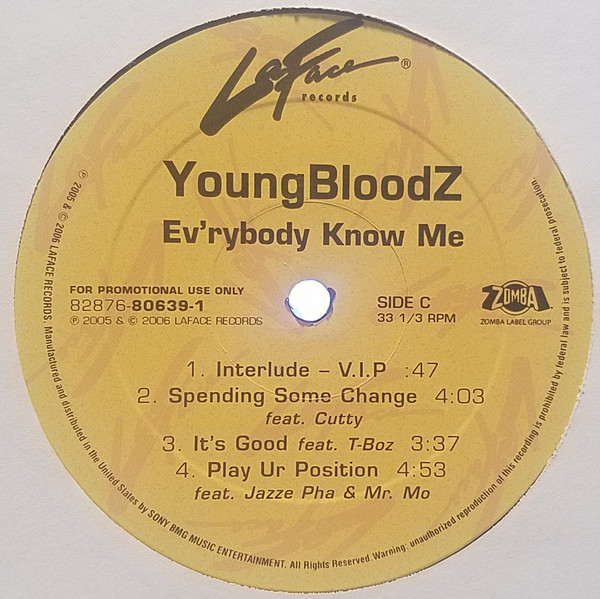 LaFace ®
records
YoungBloodZ
Ev'rybody Know Me
FOR PROMOTIONAL USE ONLY
82876-80639-1
℗ 2005 & © 2006 LAFACE RECORDS
SIDE C
33 1/3 RPM
ZOMBA
ZOMBA LABEL GROUP
1. Interlude – V.I.P :47
2. Spending Some Change 4:03
feat. Cutty
3. It's Good feat. T-Boz 3:37
4. Play Ur Position 4:53
feat. Jazze Pha & Mr. Mo
℗ 2005 & © 2006 LAFACE RECORDS. Manufactured and distributed in the United States by SONY BMG MUSIC ENTERTAINMENT. All Rights Reserved. Warning: unauthorized reproduction of this recording is prohibited by federal law and is subject to federal prosecution.